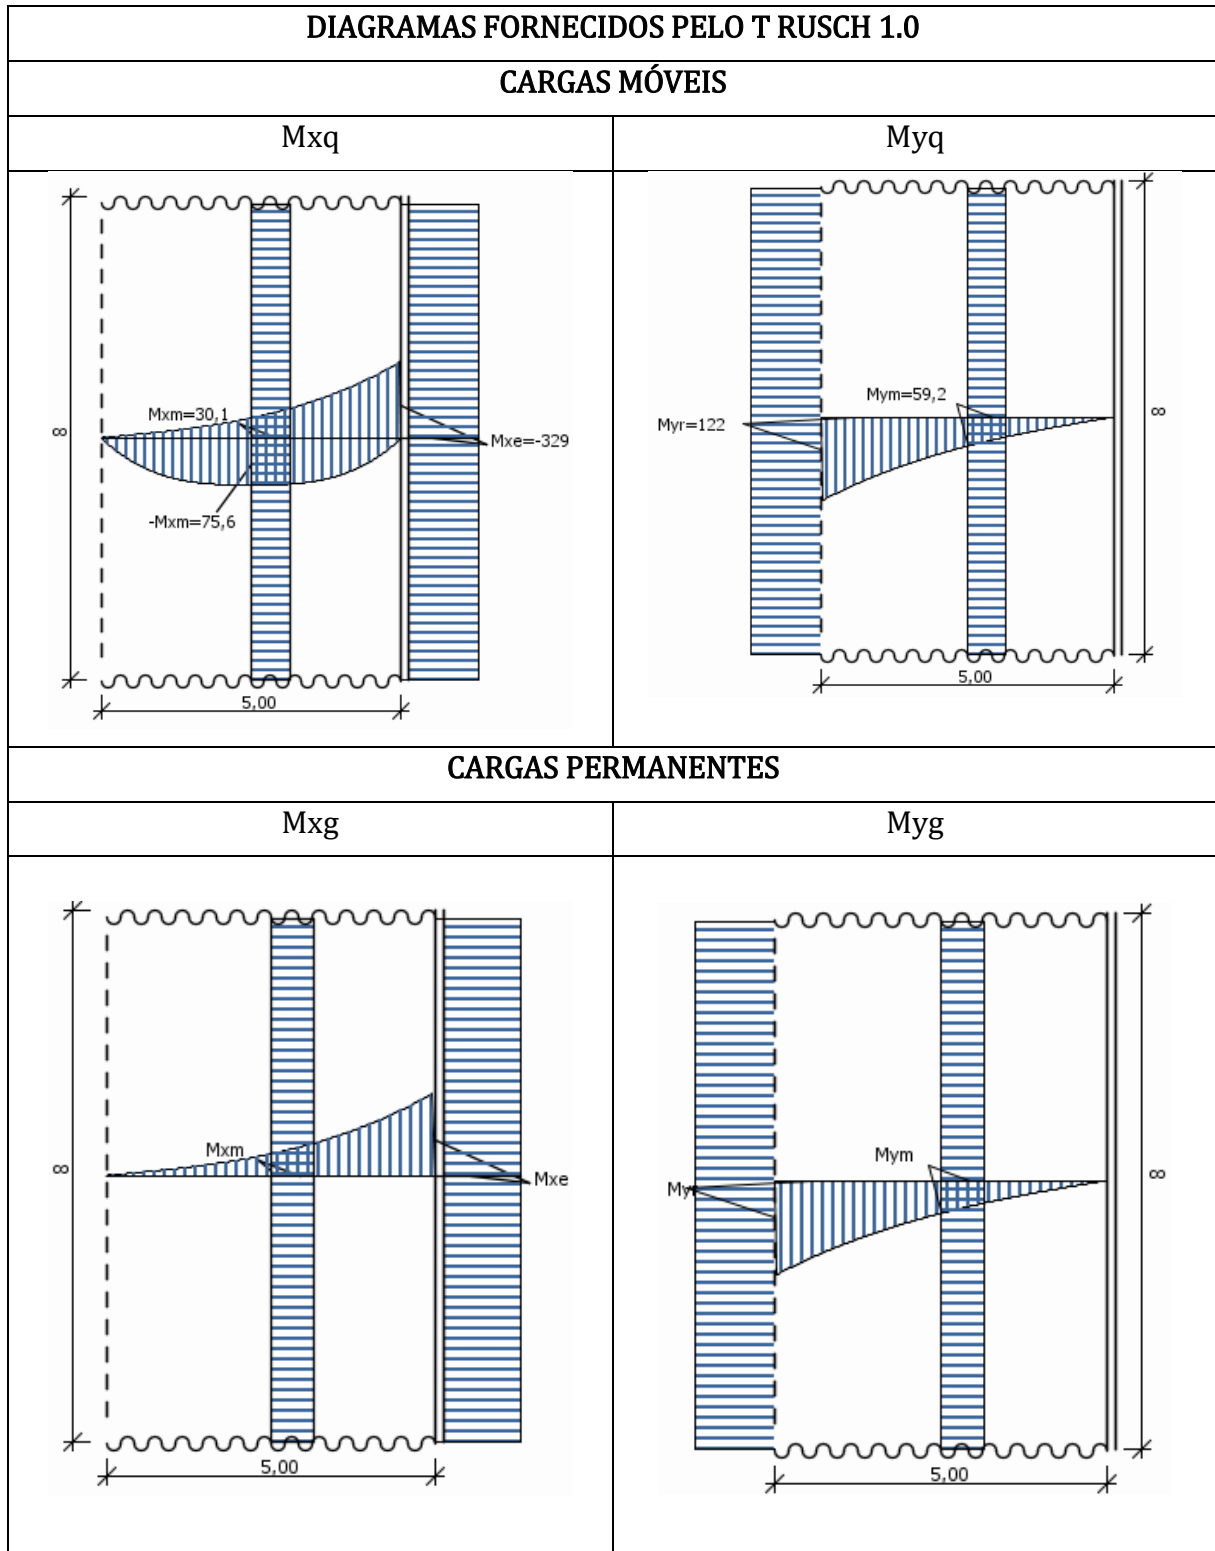 DIAGRAMAS FORNECIDOS PELO T RUSCH 1.0
CARGAS MÓVEIS
Mxq
Myq
∞
Mxm=30,1
-Mxm=75,6
Mxe=-329
5,00
Myr=122
Mym=59,2
∞
5,00
CARGAS PERMANENTES
Mxg
Myg
∞
Mxm
Mxe
5,00
Myr
Mym
∞
5,00